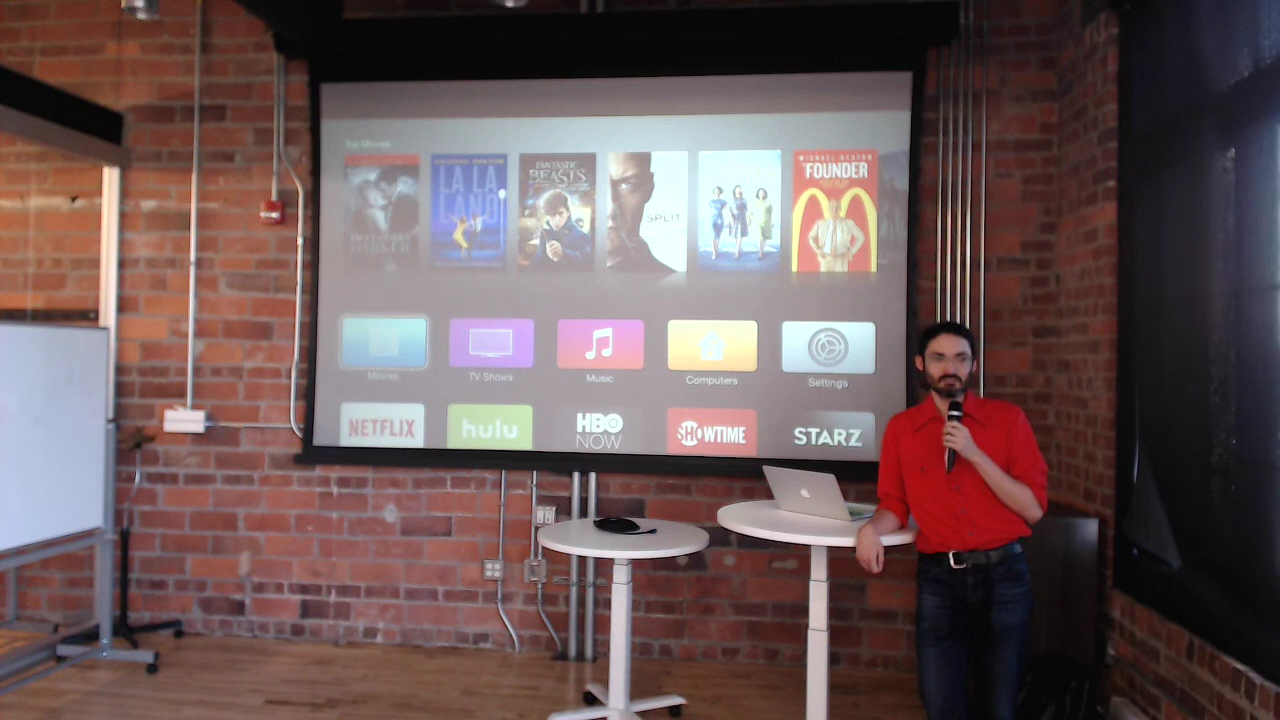 Top Movies
LA LA
LAND
FANTASTIC
BEASTS
SPLIT
MICHAEL KEATON
THE FOUNDER
Movies
TV Shows
Music
Computers
Settings
NETFLIX
hulu
HBO
NOW
SHOWTIME
STARZ